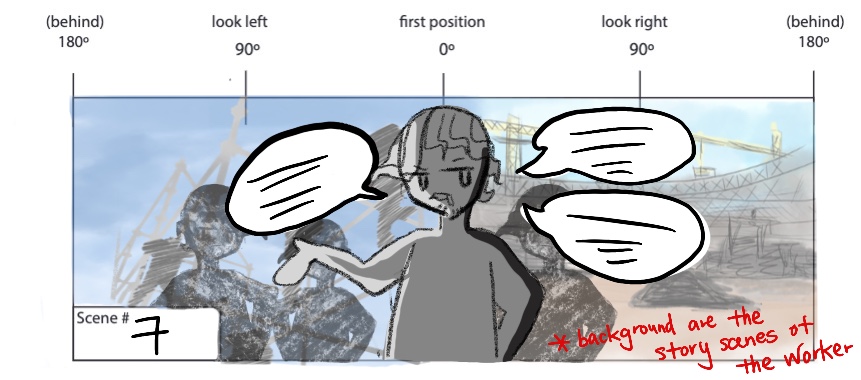 (behind) look left first position look right (behind)
180º 90º 0º 90º 180º
Scene # 7
* background are the
story scenes of
the Worker